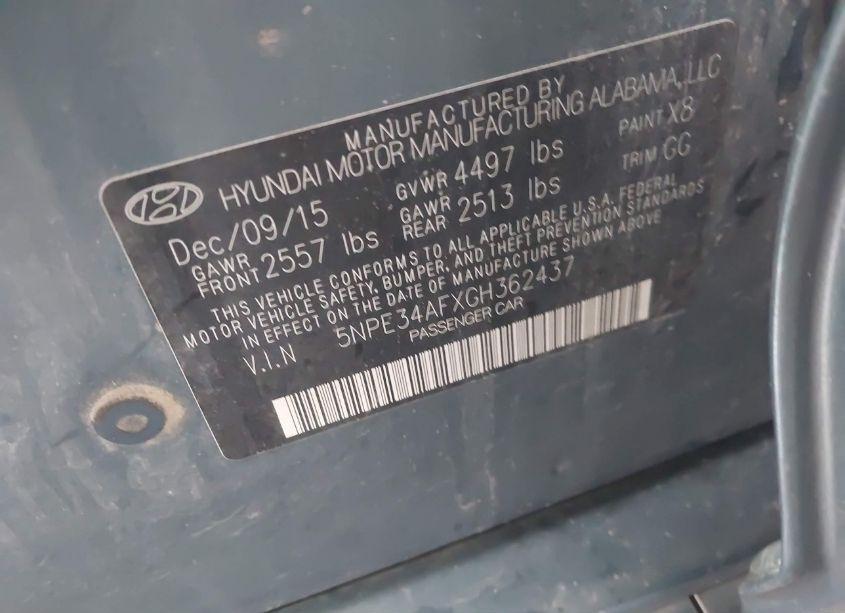 MANUFACTURED BY
HYUNDAI MOTOR MANUFACTURING ALABAMA, LLC
Dec/09/15 GVWR 4497 lbs PAINT X8
GAWR FRONT 2557 lbs GAWR REAR 2513 lbs TRIM GG
THIS VEHICLE CONFORMS TO ALL APPLICABLE U.S.A. FEDERAL
MOTOR VEHICLE SAFETY, BUMPER, AND THEFT PREVENTION STANDARDS
IN EFFECT ON THE DATE OF MANUFACTURE SHOWN ABOVE
V.I.N 5NPE34AFXGH362437
PASSENGER CAR